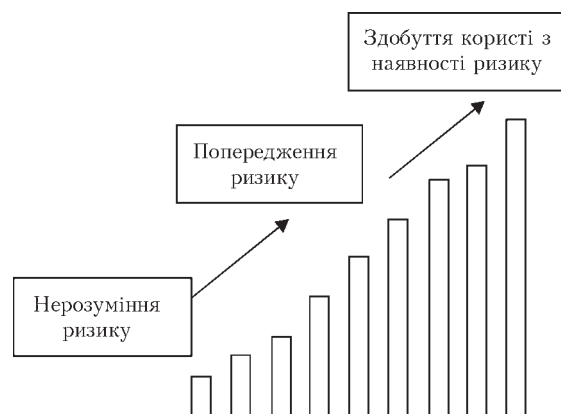 Здобуття користі з
наявності ризику
Попередження
ризику
Нерозуміння
ризику